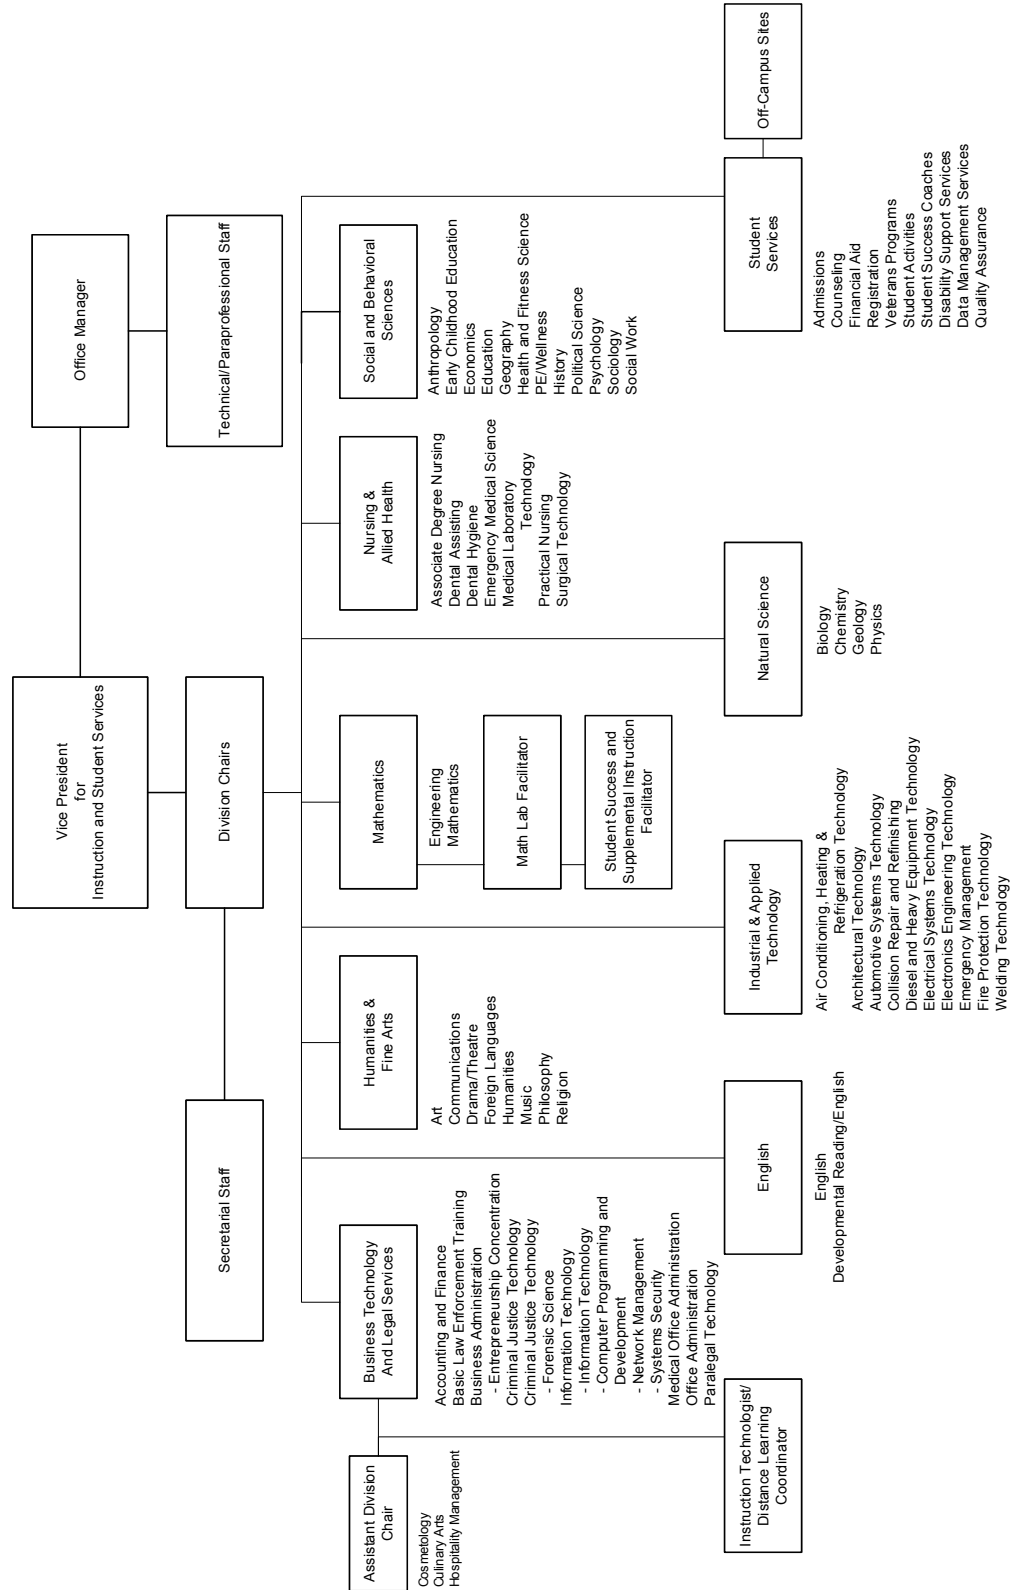 Vice President
for
Instruction and Student Services
Office Manager
Secretarial Staff
Division Chairs
Technical/Paraprofessional Staff
Assistant Division
Chair
Cosmetology
Culinary Arts
Hospitality Management
Business Technology
And Legal Services
Accounting and Finance
Basic Law Enforcement Training
Business Administration
- Entrepreneurship Concentration
Criminal Justice Technology
Criminal Justice Technology
- Forensic Science
Information Technology
- Information Technology
- Computer Programming and
Development
- Network Management
- Systems Security
Medical Office Administration
Office Administration
Paralegal Technology
Humanities &
Fine Arts
Art
Communications
Drama/Theatre
Foreign Languages
Humanities
Music
Philosophy
Religion
Mathematics
Engineering
Mathematics
Math Lab Facilitator
Student Success and
Supplemental Instruction
Facilitator
Nursing &
Allied Health
Associate Degree Nursing
Dental Assisting
Dental Hygiene
Emergency Medical Science
Medical Laboratory
Technology
Practical Nursing
Surgical Technology
Social and Behavioral
Sciences
Anthropology
Early Childhood Education
Economics
Education
Geography
Health and Fitness Science
PE/Wellness
History
Political Science
Psychology
Sociology
Social Work
Instruction Technologist/
Distance Learning
Coordinator
English
English
Developmental Reading/English
Industrial & Applied
Technology
Air Conditioning, Heating &
Refrigeration Technology
Architectural Technology
Automotive Systems Technology
Collision Repair and Refinishing
Diesel and Heavy Equipment Technology
Electrical Systems Technology
Electronics Engineering Technology
Emergency Management
Fire Protection Technology
Welding Technology
Natural Science
Biology
Chemistry
Geology
Physics
Student
Services
Admissions
Counseling
Financial Aid
Registration
Veterans Programs
Student Activities
Student Success Coaches
Disability Support Services
Data Management Services
Quality Assurance
Off-Campus Sites